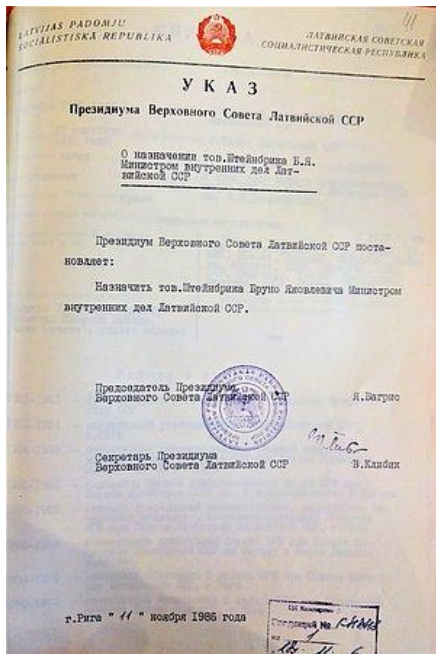 41
LATVIJAS PADOMJU
SOCIĀLISTISKĀ REPUBLIKA
ЛАТВИЙСКАЯ СОВЕТСКАЯ
СОЦИАЛИСТИЧЕСКАЯ РЕСПУБЛИКА
УКАЗ
Президиума Верховного Совета Латвийской ССР
О назначении тов.Штейнбрика Б.Я.
Министром внутренних дел Лат-
вийской ССР
Президиум Верховного Совета Латвийской ССР поста-
новляет:
Назначить тов.Штейнбрика Бруно Яковлевича Министром
внутренних дел Латвийской ССР.
Председатель Президиума
Верховного Совета Латвийской ССР Я.Вагрис
Секретарь Президиума
Верховного Совета Латвийской ССР В.Клибик
г.Рига " 11 " ноября 1986 года